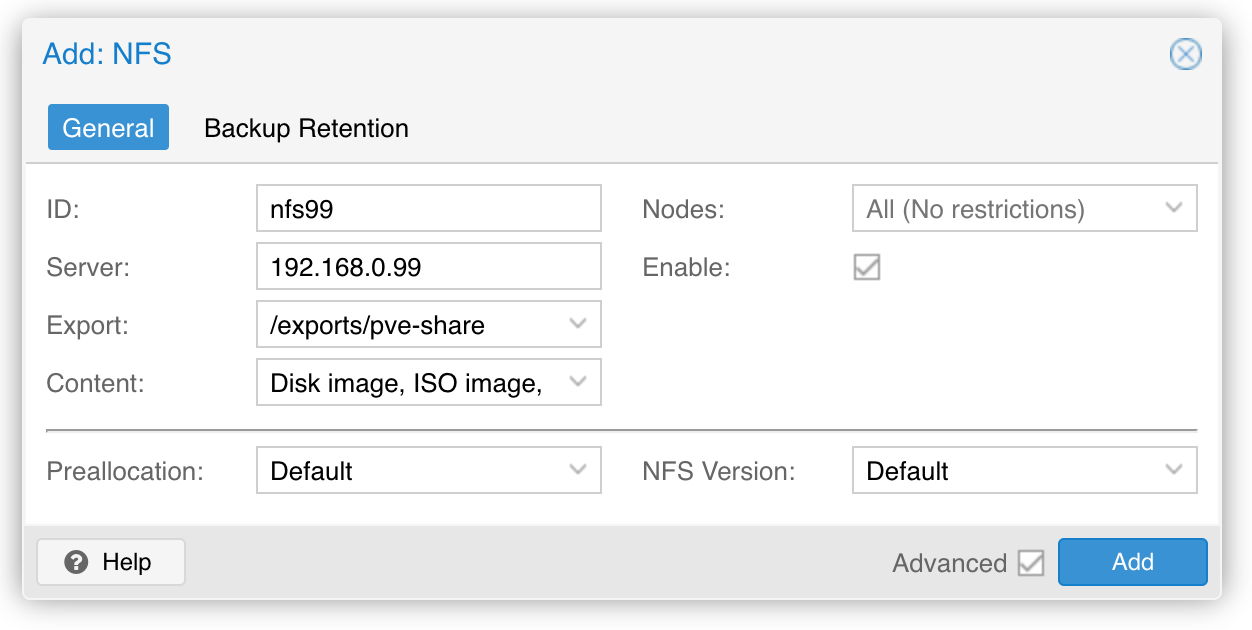 Add: NFS
General Backup Retention
ID: nfs99 Nodes: All (No restrictions)
Server: 192.168.0.99 Enable:
Export: /exports/pve-share
Content: Disk image, ISO image,
Preallocation: Default NFS Version: Default
Help Advanced Add